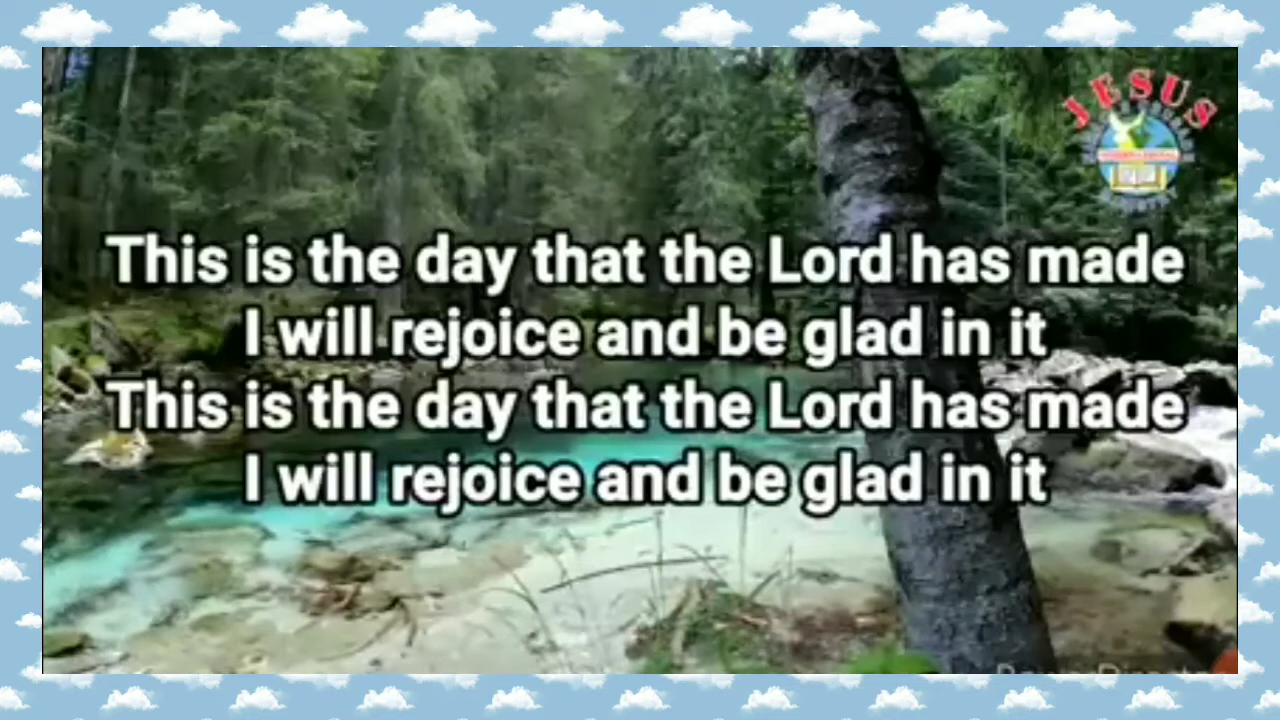 JESUS
This is the day that the Lord has made
I will rejoice and be glad in it
This is the day that the Lord has made
I will rejoice and be glad in it